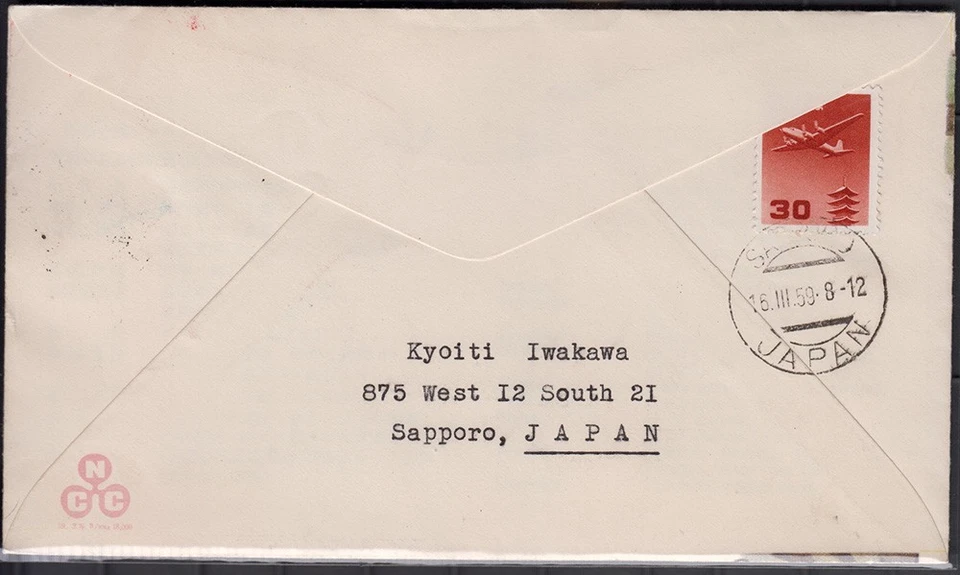 30
16.III.59.8-12
JAPAN
Kyoiti Iwakawa
875 West I2 South 2I
Sapporo, J A P A N
N
C C